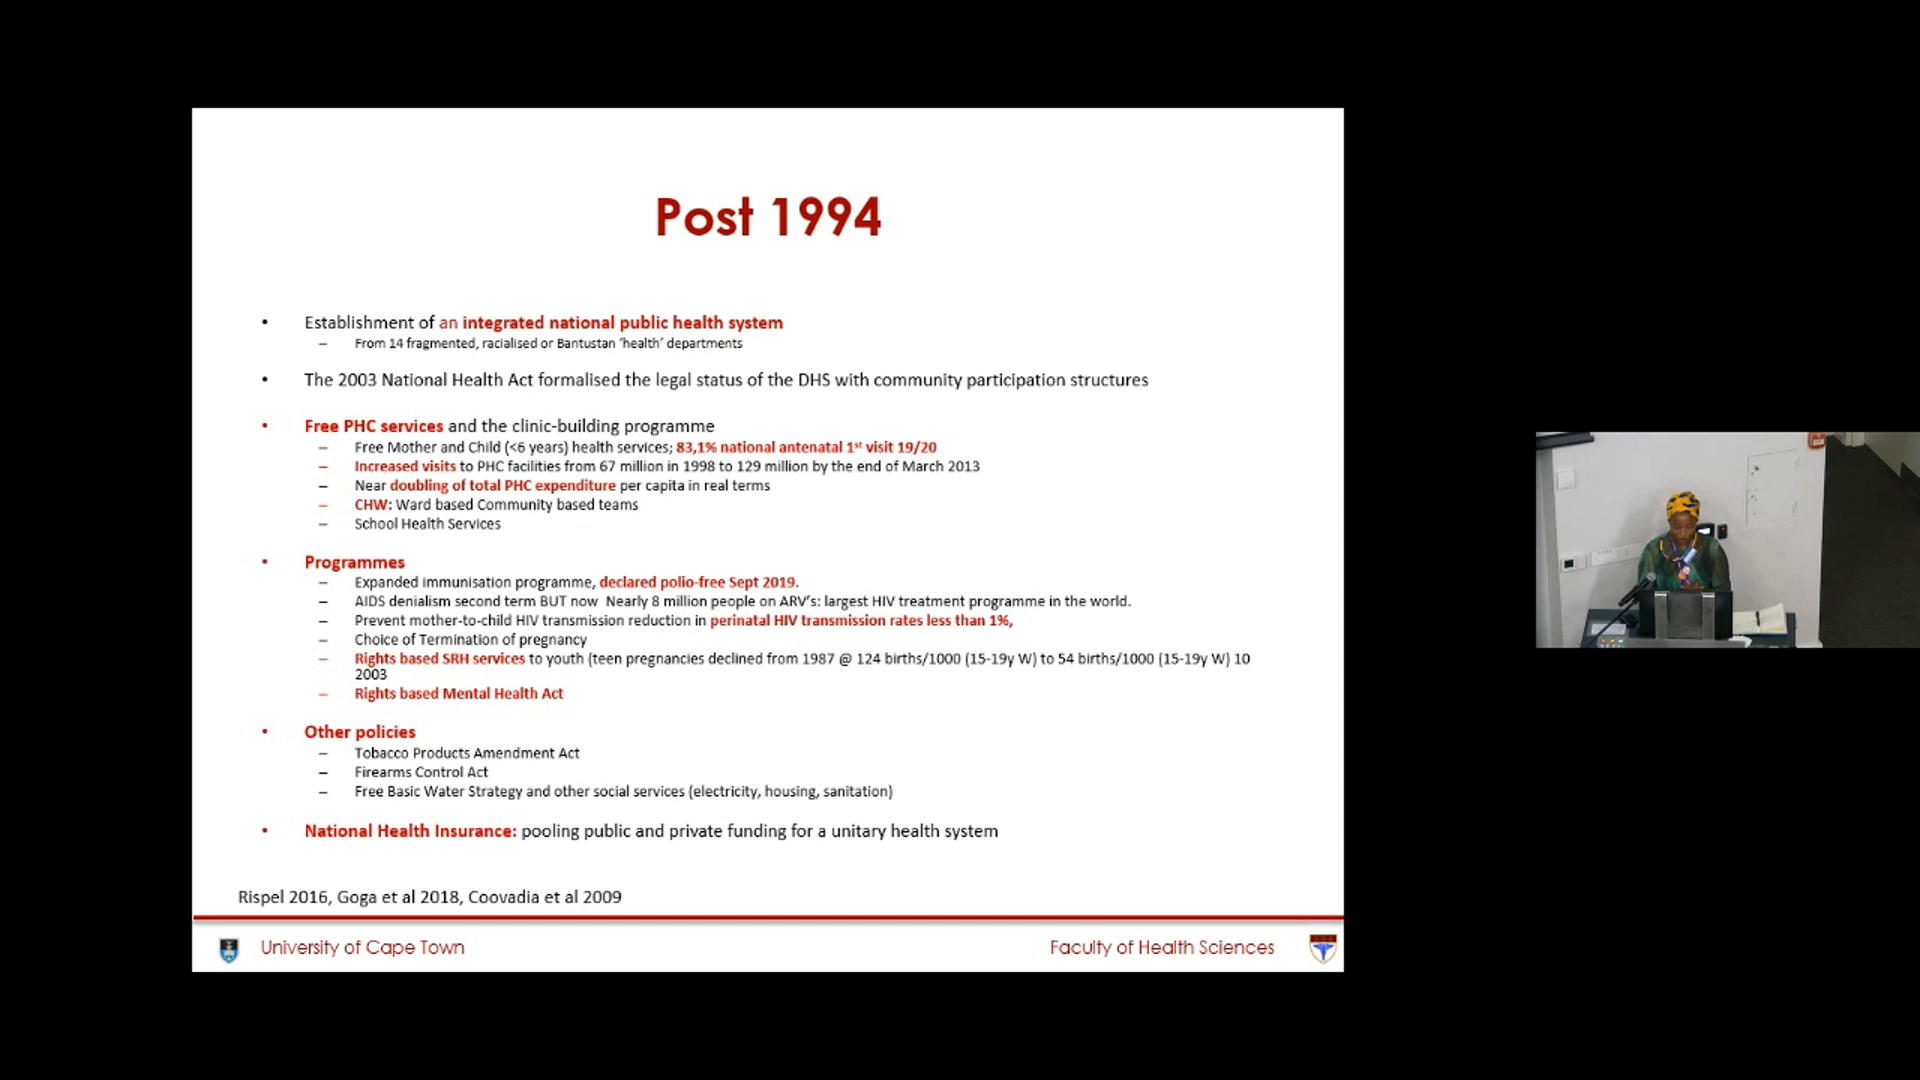 Post 1994
• Establishment of an integrated national public health system
– From 14 fragmented, racialised or Bantustan ‘health’ departments
• The 2003 National Health Act formalised the legal status of the DHS with community participation structures
• Free PHC services and the clinic-building programme
– Free Mother and Child (<6 years) health services; 83,1% national antenatal 1st visit 19/20
– Increased visits to PHC facilities from 67 million in 1998 to 129 million by the end of March 2013
– Near doubling of total PHC expenditure per capita in real terms
– CHW: Ward based Community based teams
– School Health Services
• Programmes
– Expanded immunisation programme, declared polio-free Sept 2019.
– AIDS denialism second term BUT now Nearly 8 million people on ARV's: largest HIV treatment programme in the world.
– Prevent mother-to-child HIV transmission reduction in perinatal HIV transmission rates less than 1%,
– Choice of Termination of pregnancy
– Rights based SRH services to youth (teen pregnancies declined from 1987 @ 124 births/1000 (15-19y W) to 54 births/1000 (15-19y W) 10
2003
– Rights based Mental Health Act
• Other policies
– Tobacco Products Amendment Act
– Firearms Control Act
– Free Basic Water Strategy and other social services (electricity, housing, sanitation)
• National Health Insurance: pooling public and private funding for a unitary health system
Rispel 2016, Goga et al 2018, Coovadia et al 2009
University of Cape Town
Faculty of Health Sciences